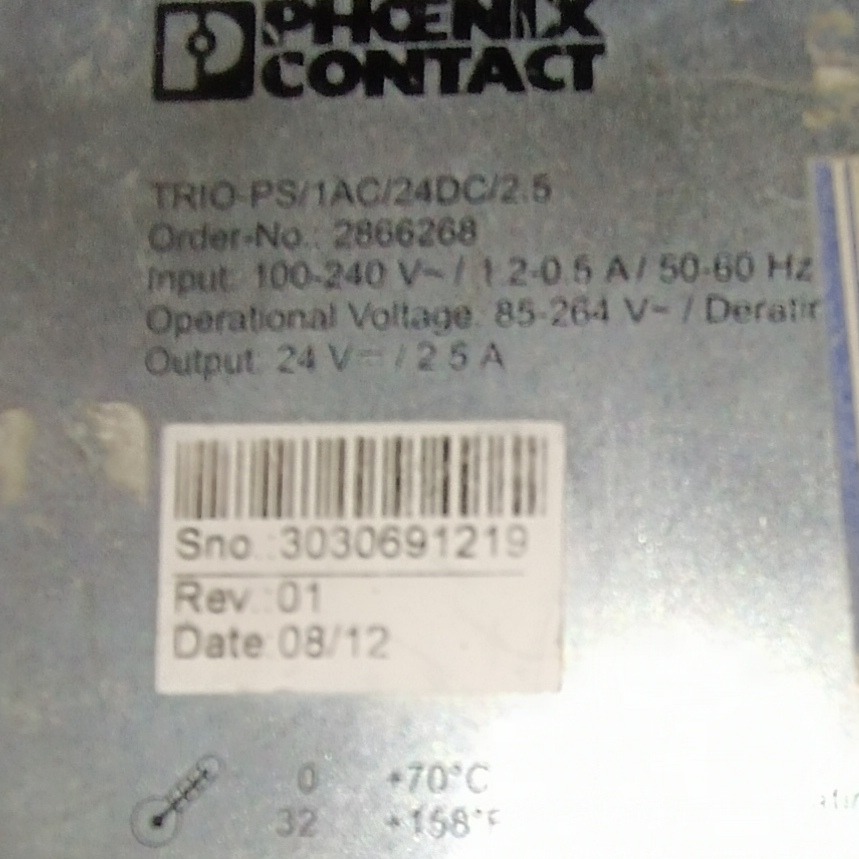 PHOENIX
CONTACT
TRIO-PS/1AC/24DC/2.5
Order-No.: 2866268
Input: 100-240 V~ / 1.2-0.6 A / 50-60 Hz
Operational Voltage: 85-264 V~ /
Output: 24 V⎓ / 2.5 A
Sno.:3030691219
Rev.:01
Date:08/12
0 +70°C
32 +158°F